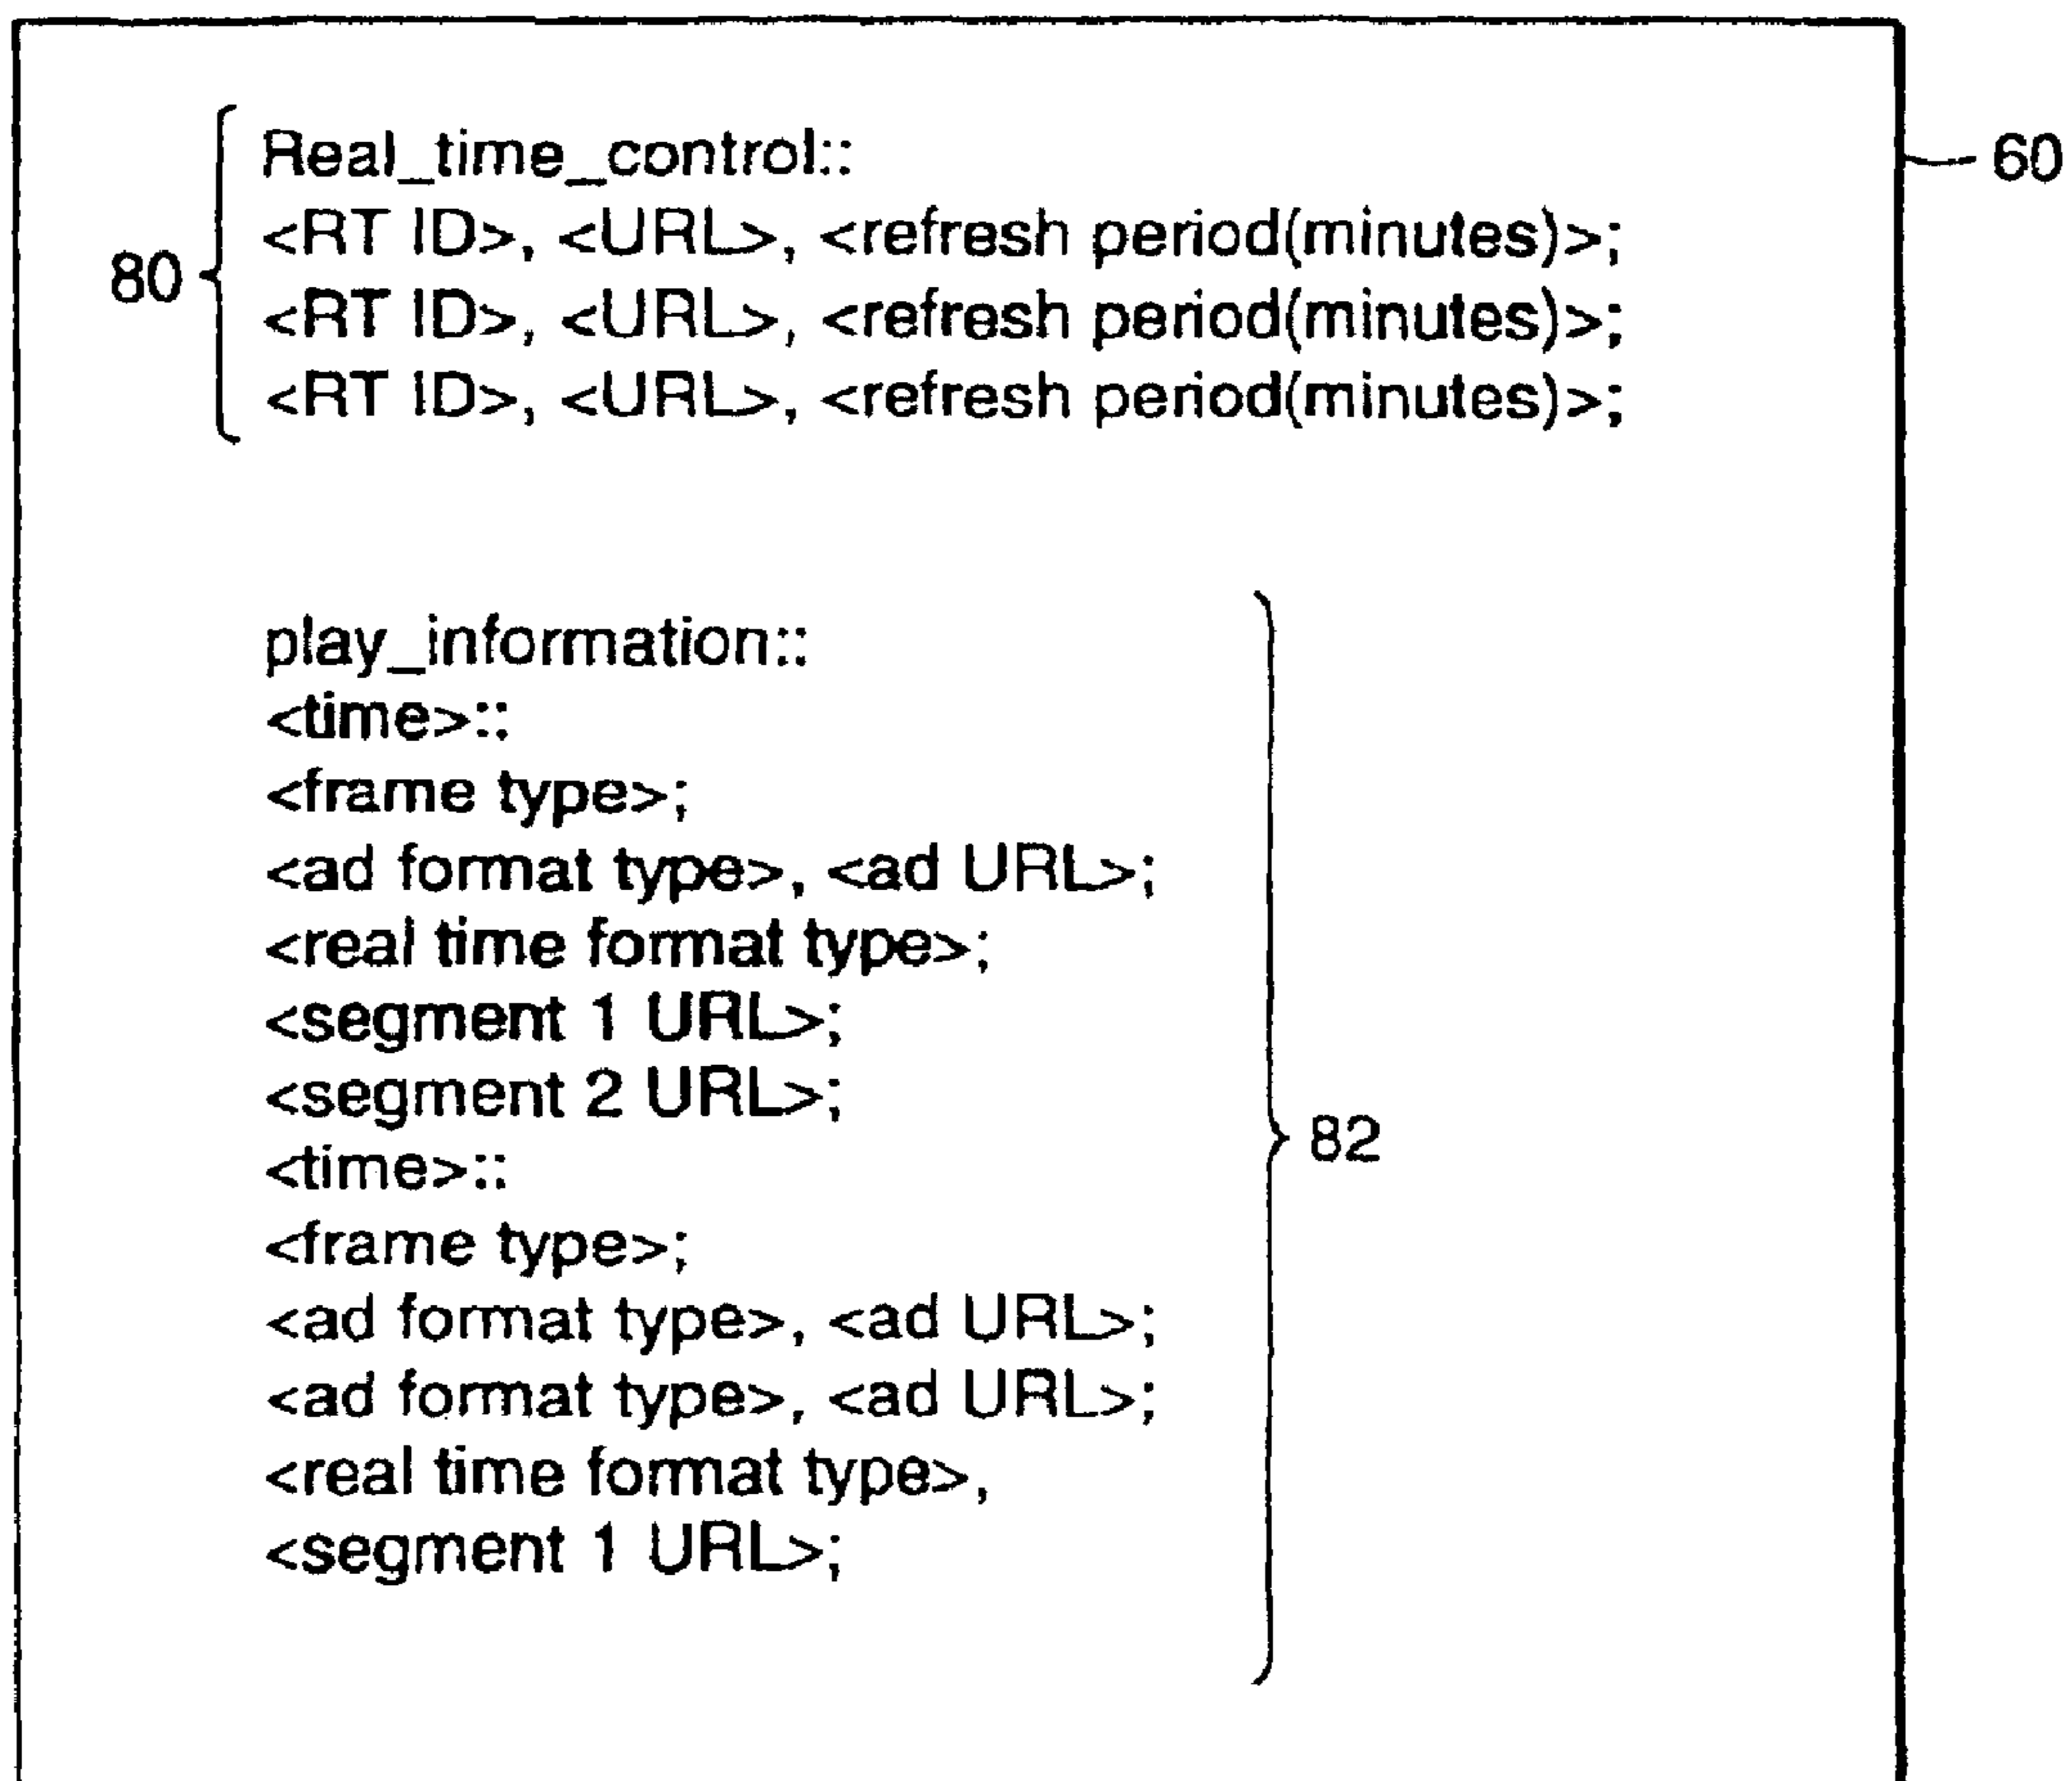 Real_time_control::
<RT ID>, <URL>, <refresh period(minutes)>;
<RT ID>, <URL>, <refresh period(minutes)>;
<RT ID>, <URL>, <refresh period(minutes)>;
80
60
play_information::
<time>::
<frame type>;
<ad format type>, <ad URL>;
<real time format type>;
<segment 1 URL>;
<segment 2 URL>;
<time>::
<frame type>;
<ad format type>, <ad URL>;
<ad format type>, <ad URL>;
<real time format type>,
<segment 1 URL>;
82